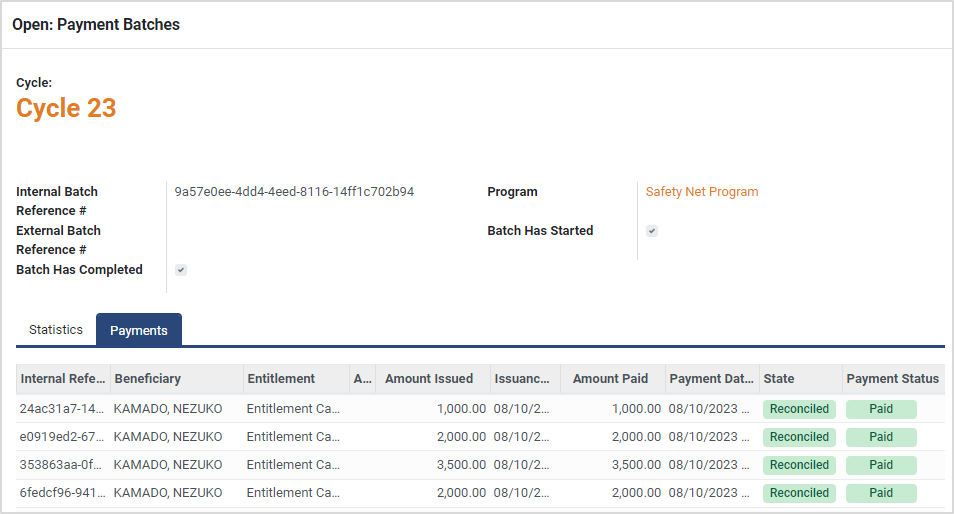 Open: Payment Batches
Cycle:
Cycle 23
Internal Batch Reference # 9a57e0ee-4dd4-4eed-8116-14ff1c702b94
External Batch Reference #
Batch Has Completed
Program Safety Net Program
Batch Has Started
Statistics Payments
Internal Refe... Beneficiary Entitlement A... Amount Issued Issuanc... Amount Paid Payment Dat... State Payment Status
24ac31a7-14... KAMADO, NEZUKO Entitlement Ca... 1,000.00 08/10/2... 1,000.00 08/10/2023 ... Reconciled Paid
e0919ed2-67... KAMADO, NEZUKO Entitlement Ca... 2,000.00 08/10/2... 2,000.00 08/10/2023 ... Reconciled Paid
353863aa-0f... KAMADO, NEZUKO Entitlement Ca... 3,500.00 08/10/2... 3,500.00 08/10/2023 ... Reconciled Paid
6fedcf96-941... KAMADO, NEZUKO Entitlement Ca... 2,000.00 08/10/2... 2,000.00 08/10/2023 ... Reconciled Paid